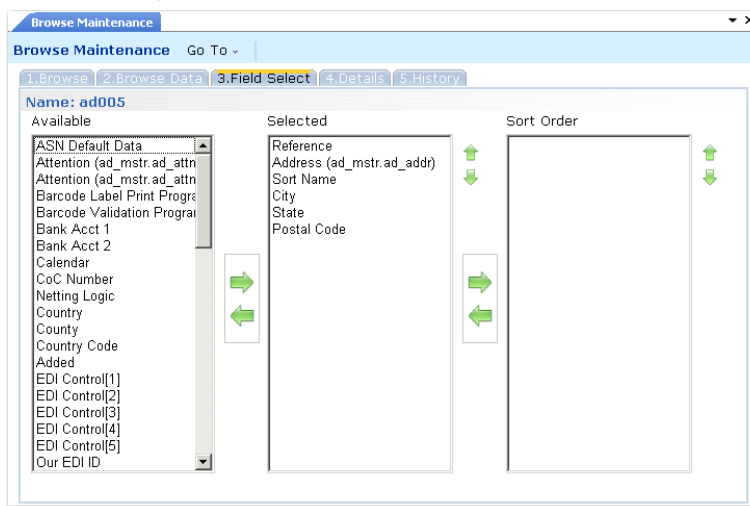 Browse Maintenance
Browse Maintenance Go To
1.Browse 2.Browse Data 3.Field Select 4.Details 5.History
Name: ad005
Available Selected Sort Order
ASN Default Data
Attention (ad_mstr.ad_attn
Attention (ad_mstr.ad_attn
Barcode Label Print Progra
Barcode Validation Progra
Bank Acct 1
Bank Acct 2
Calendar
CoC Number
Netting Logic
Country
County
Country Code
Added
EDI Control[1]
EDI Control[2]
EDI Control[3]
EDI Control[4]
EDI Control[5]
Our EDI ID
Reference
Address (ad_mstr.ad_addr)
Sort Name
City
State
Postal Code